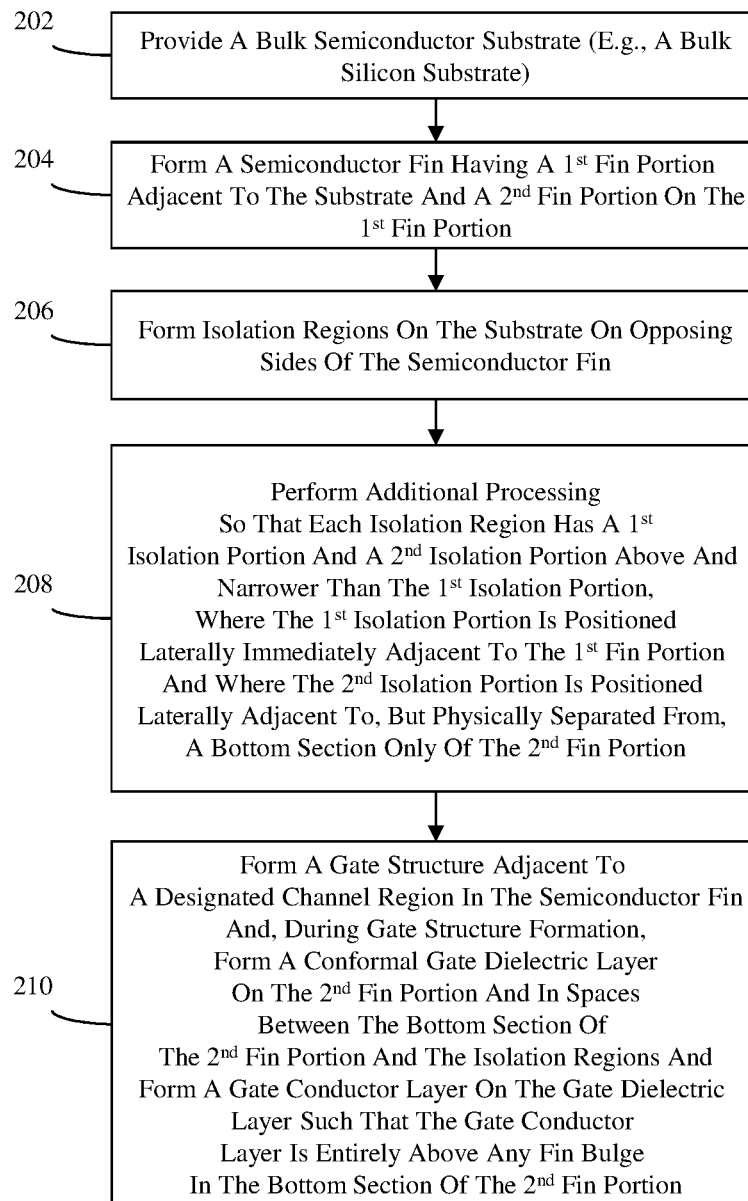 202
Provide A Bulk Semiconductor Substrate (E.g., A Bulk
Silicon Substrate)
204
Form A Semiconductor Fin Having A 1st Fin Portion
Adjacent To The Substrate And A 2nd Fin Portion On The
1st Fin Portion
206
Form Isolation Regions On The Substrate On Opposing
Sides Of The Semiconductor Fin
208
Perform Additional Processing
So That Each Isolation Region Has A 1st
Isolation Portion And A 2nd Isolation Portion Above And
Narrower Than The 1st Isolation Portion,
Where The 1st Isolation Portion Is Positioned
Laterally Immediately Adjacent To The 1st Fin Portion
And Where The 2nd Isolation Portion Is Positioned
Laterally Adjacent To, But Physically Separated From,
A Bottom Section Only Of The 2nd Fin Portion
210
Form A Gate Structure Adjacent To
A Designated Channel Region In The Semiconductor Fin
And, During Gate Structure Formation,
Form A Conformal Gate Dielectric Layer
On The 2nd Fin Portion And In Spaces
Between The Bottom Section Of
The 2nd Fin Portion And The Isolation Regions And
Form A Gate Conductor Layer On The Gate Dielectric
Layer Such That The Gate Conductor
Layer Is Entirely Above Any Fin Bulge
In The Bottom Section Of The 2nd Fin Portion